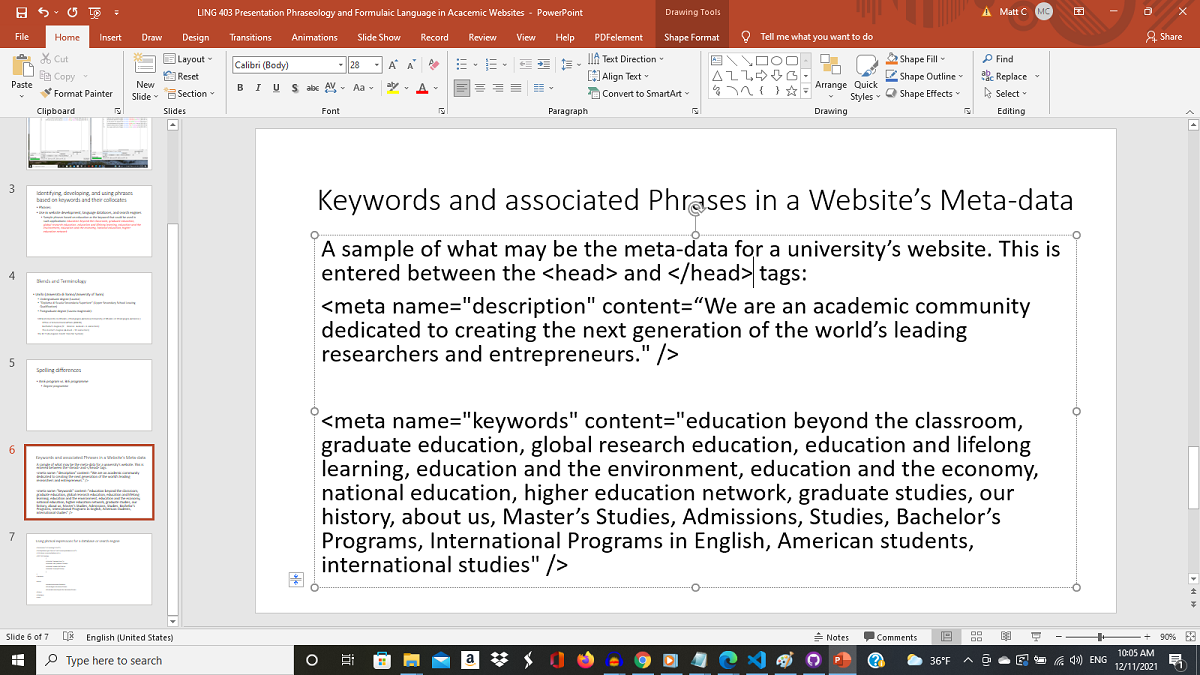 LING 403 Presentation Phraseology and Formulaic Language in Acacemic Websites - PowerPoint
Drawing Tools
Matt C
MC
File
Home
Insert
Draw
Design
Transitions
Animations
Slide Show
Record
Review
View
Help
PDFelement
Shape Format
Tell me what you want to do
Share
Paste
Cut
Copy
Format Painter
Clipboard
New
Slide
Layout
Reset
Section
Slides
Calibri (Body)
28
B I U S abc AV Aa A
Font
Text Direction
Align Text
Convert to SmartArt
Paragraph
Arrange
Quick
Styles
Shape Fill
Shape Outline
Shape Effects
Drawing
Find
Replace
Select
Editing
3
Identifying, developing, and using phrases
based on keywords and their collocates
4
Blends and Terminology
5
Spelling differences
6
Keywords and associated Phrases in a Website's Meta-data
7
Keywords and associated Phrases in a Website’s Meta-data
A sample of what may be the meta-data for a university’s website. This is
entered between the <head> and </head> tags:
<meta name="description" content=“We are an academic community
dedicated to creating the next generation of the world’s leading
researchers and entrepreneurs." />
<meta name="keywords" content="education beyond the classroom,
graduate education, global research education, education and lifelong
learning, education and the environment, education and the economy,
national education, higher education network, graduate studies, our
history, about us, Master’s Studies, Admissions, Studies, Bachelor’s
Programs, International Programs in English, American students,
international studies" />
Slide 6 of 7
English (United States)
Notes
Comments
90%
Type here to search
36°F
ENG
10:05 AM
12/11/2021
1